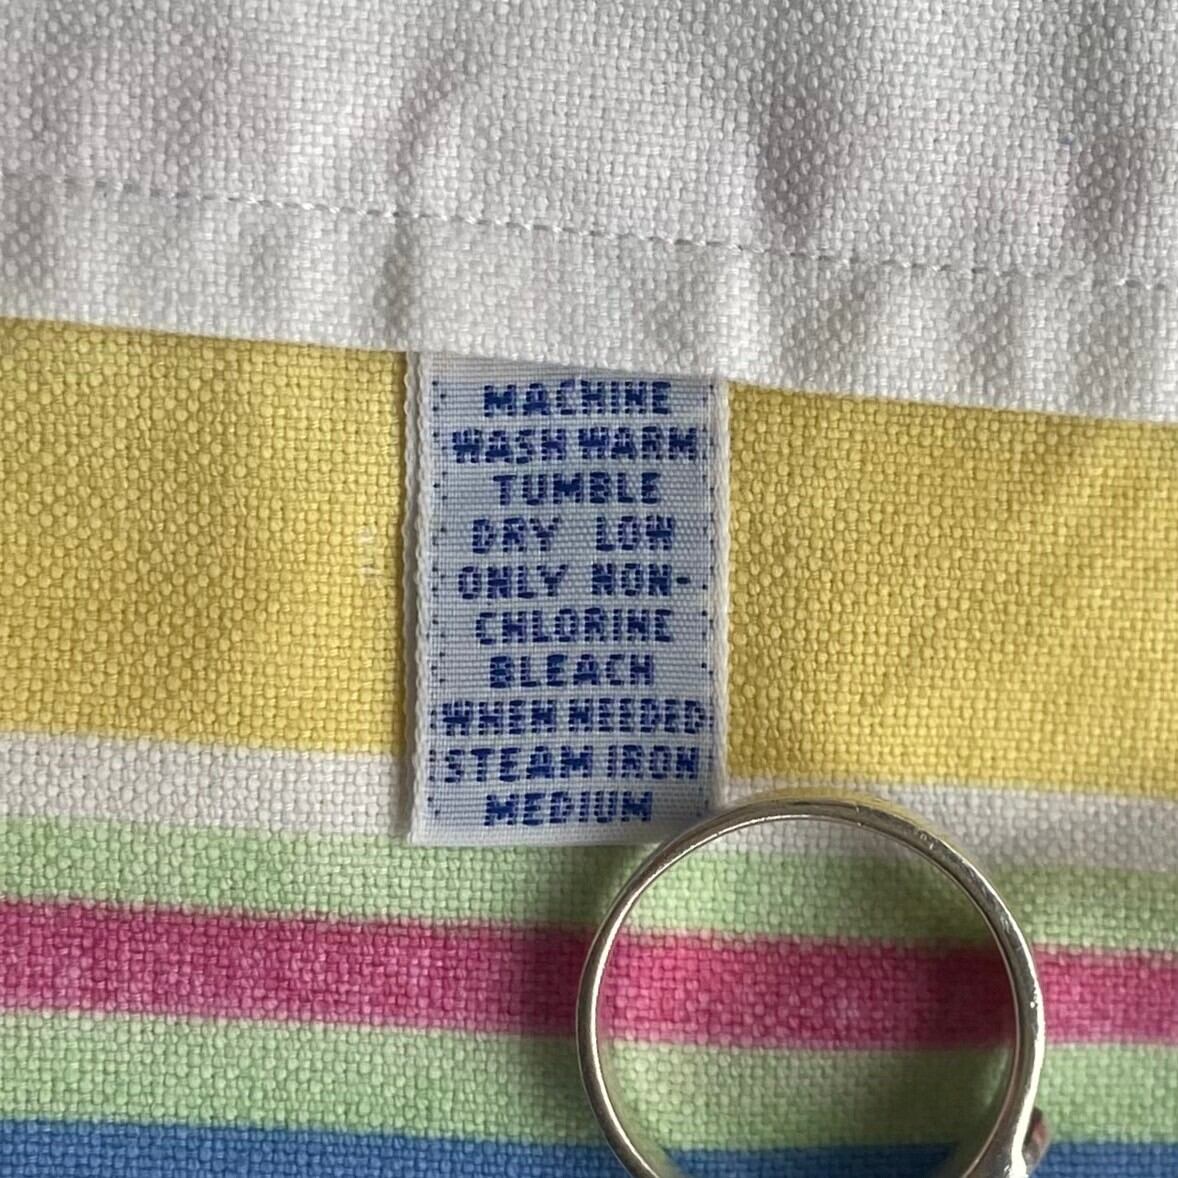 MACHINE
WASH WARM
TUMBLE
DRY LOW
ONLY NON-
CHLORINE
BLEACH
WHEN NEEDED
STEAM IRON
MEDIUM